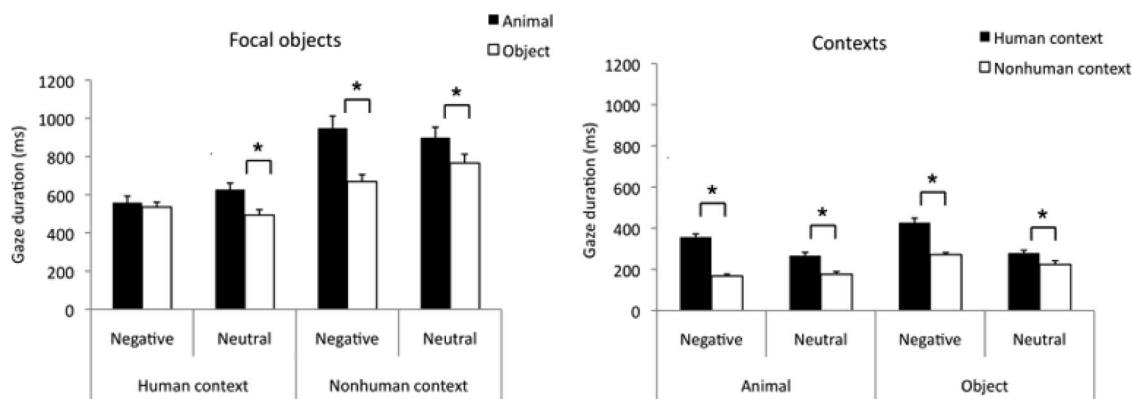 Focal objects
Animal
Object
Gaze duration (ms)
1200
1000
800
600
400
200
0
*
*
*
Negative Neutral Negative Neutral
Human context Nonhuman context
Contexts
Human context
Nonhuman context
Gaze duration (ms)
1200
1000
800
600
400
200
0
*
*
*
*
Negative Neutral Negative Neutral
Animal Object